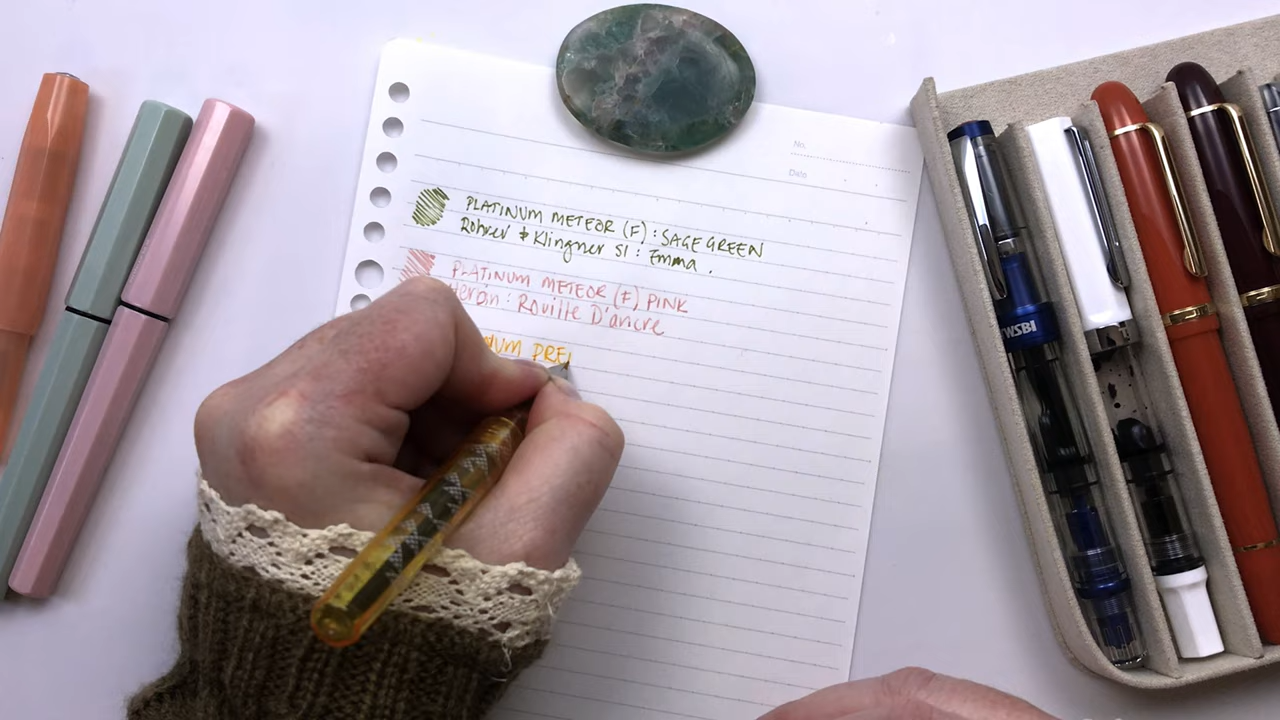 No.
Date
PLATINUM METEOR (F): SAGE GREEN
Rohrer & Klingner SI: Emma.
PLATINUM METEOR (F) PINK
Herbin: Rouille D'ancre
PRE
TWSBI